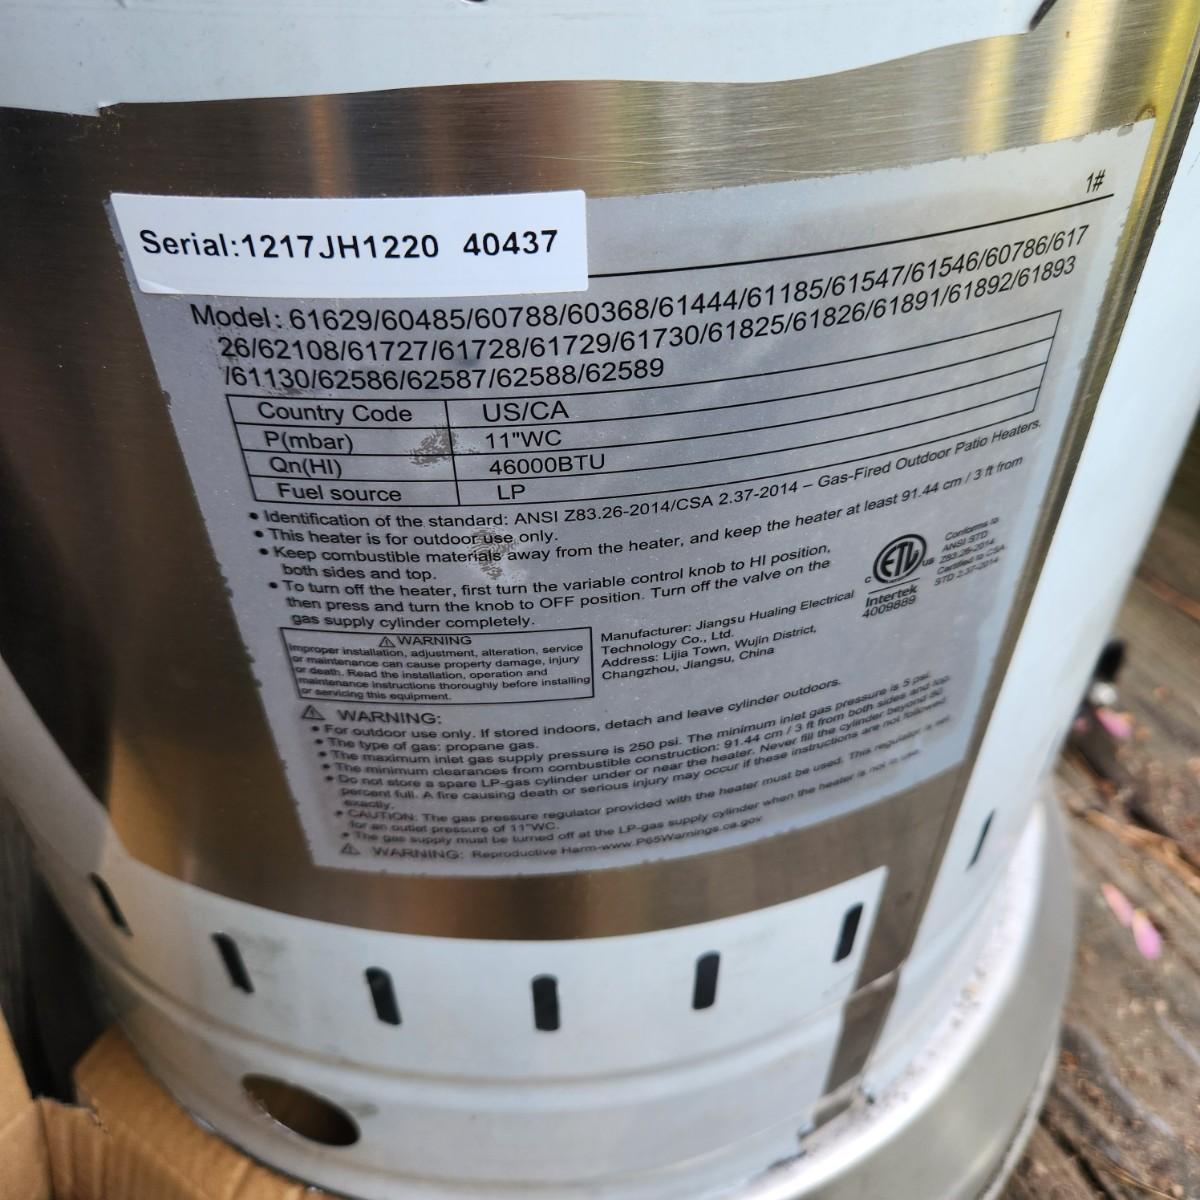 1#
Serial:1217JH1220 40437
Model: 61629/60485/60788/60368/61444/61185/61547/61546/60786/617
26/62108/61727/61728/61729/61730/61825/61826/61891/61892/61893
/61130/62586/62587/62588/62589
Country Code US/CA
P(mbar) 11"WC
Qn(HI) 46000BTU
Fuel source LP
• Identification of the standard: ANSI Z83.26-2014/CSA 2.37-2014 – Gas-Fired Outdoor Patio Heaters.
• This heater is for outdoor use only.
• Keep combustible materials away from the heater, and keep the heater at least 91.44 cm / 3 ft from
both sides and top.
• To turn off the heater, first turn the variable control knob to HI position,
then press and turn the knob to OFF position. Turn off the valve on the
gas supply cylinder completely.
c ETL us
Intertek
4009889
Conforms to
ANSI STD
Z83.26-2014
Certified to CSA
STD 2.37-2014
⚠ WARNING
Improper installation, adjustment, alteration, service
or maintenance can cause property damage, injury
or death. Read the installation, operation and
maintenance instructions thoroughly before installing
or servicing this equipment.
Manufacturer: Jiangsu Hualing Electrical
Technology Co., Ltd.
Address: Lijia Town, Wujin District,
Changzhou, Jiangsu, China
⚠ WARNING:
• For outdoor use only. If stored indoors, detach and leave cylinder outdoors.
• The type of gas: propane gas.
• The maximum inlet gas supply pressure is 250 psi. The minimum inlet gas pressure is 5 psi.
• The minimum clearances from combustible construction: 91.44 cm / 3 ft from both sides and top.
• Do not store a spare LP-gas cylinder under or near the heater. Never fill the cylinder beyond 80
percent full. A fire causing death or serious injury may occur if these instructions are not followed
exactly.
• CAUTION: The gas pressure regulator provided with the heater must be used. This regulator is set
for an outlet pressure of 11"WC.
• The gas supply must be turned off at the LP-gas supply cylinder when the heater is not in use.
⚠ WARNING: Reproductive Harm-www.P65Warnings.ca.gov